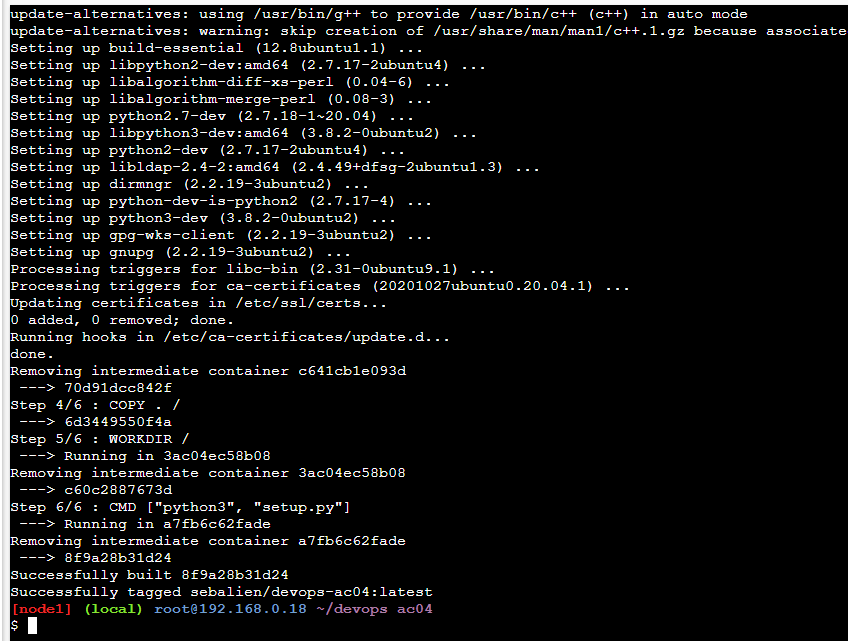 update-alternatives: using /usr/bin/g++ to provide /usr/bin/c++ (c++) in auto mode
update-alternatives: warning: skip creation of /usr/share/man/man1/c++.1.gz because associate
Setting up build-essential (12.8ubuntu1.1) ...
Setting up libpython2-dev:amd64 (2.7.17-2ubuntu4) ...
Setting up libalgorithm-diff-xs-perl (0.04-6) ...
Setting up libalgorithm-merge-perl (0.08-3) ...
Setting up python2.7-dev (2.7.18-1~20.04) ...
Setting up libpython3-dev:amd64 (3.8.2-0ubuntu2) ...
Setting up python2-dev (2.7.17-2ubuntu4) ...
Setting up libldap-2.4-2:amd64 (2.4.49+dfsg-2ubuntu1.3) ...
Setting up dirmngr (2.2.19-3ubuntu2) ...
Setting up python-dev-is-python2 (2.7.17-4) ...
Setting up python3-dev (3.8.2-0ubuntu2) ...
Setting up gpg-wks-client (2.2.19-3ubuntu2) ...
Setting up gnupg (2.2.19-3ubuntu2) ...
Processing triggers for libc-bin (2.31-0ubuntu9.1) ...
Processing triggers for ca-certificates (20201027ubuntu0.20.04.1) ...
Updating certificates in /etc/ssl/certs...
0 added, 0 removed; done.
Running hooks in /etc/ca-certificates/update.d...
done.
Removing intermediate container c641cb1e093d
 ---> 70d91dcc842f
Step 4/6 : COPY . /
 ---> 6d3449550f4a
Step 5/6 : WORKDIR /
 ---> Running in 3ac04ec58b08
Removing intermediate container 3ac04ec58b08
 ---> c60c2887673d
Step 6/6 : CMD ["python3", "setup.py"]
 ---> Running in a7fb6c62fade
Removing intermediate container a7fb6c62fade
 ---> 8f9a28b31d24
Successfully built 8f9a28b31d24
Successfully tagged sebalien/devops-ac04:latest
[node1] (local) root@192.168.0.18 ~/devops ac04
$